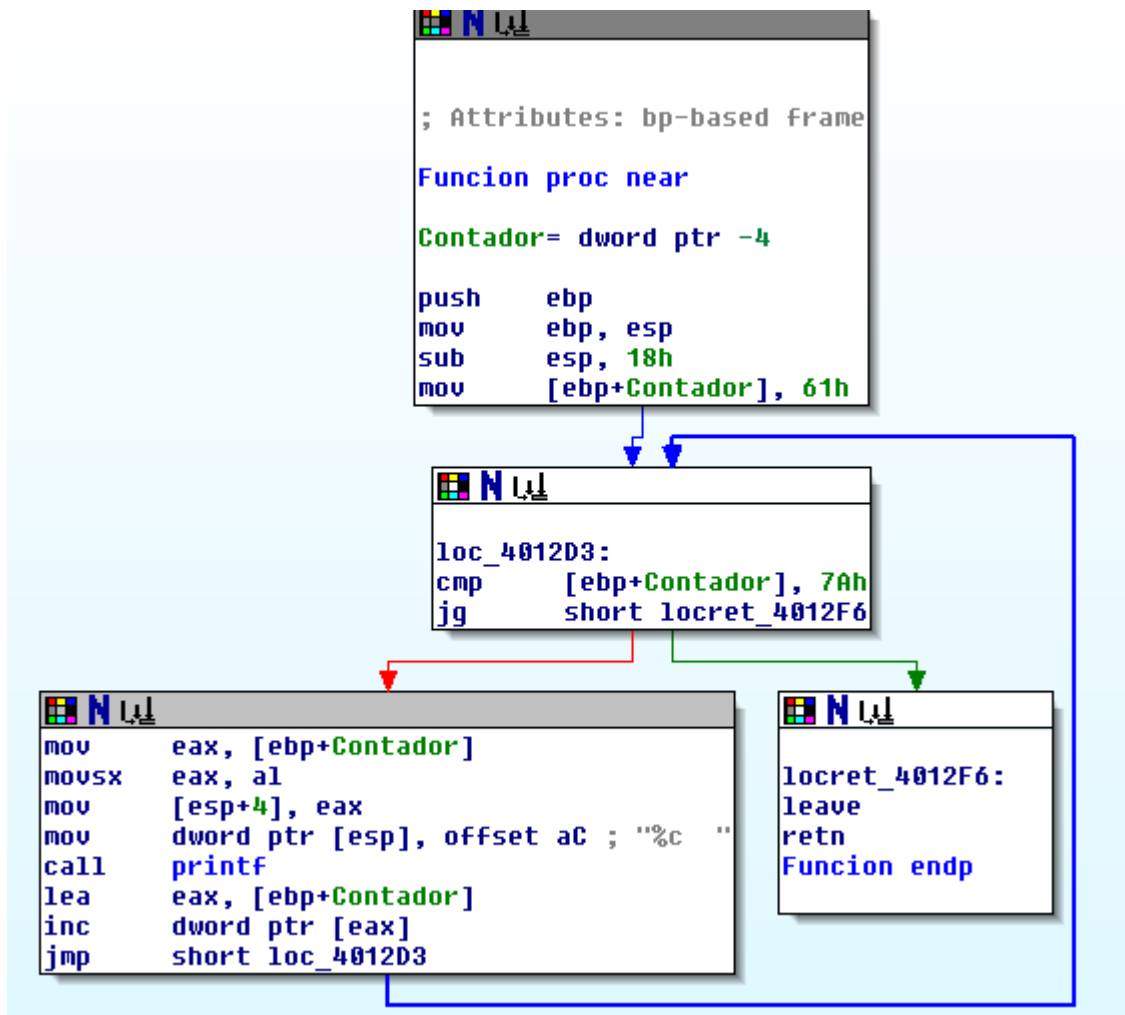 ; Attributes: bp-based frame
Funcion proc near
Contador= dword ptr -4
push ebp
mov ebp, esp
sub esp, 18h
mov [ebp+Contador], 61h
loc_4012D3:
cmp [ebp+Contador], 7Ah
jg short locret_4012F6
mov eax, [ebp+Contador]
movsx eax, al
mov [esp+4], eax
mov dword ptr [esp], offset aC ; "%c  "
call printf
lea eax, [ebp+Contador]
inc dword ptr [eax]
jmp short loc_4012D3
locret_4012F6:
leave
retn
Funcion endp